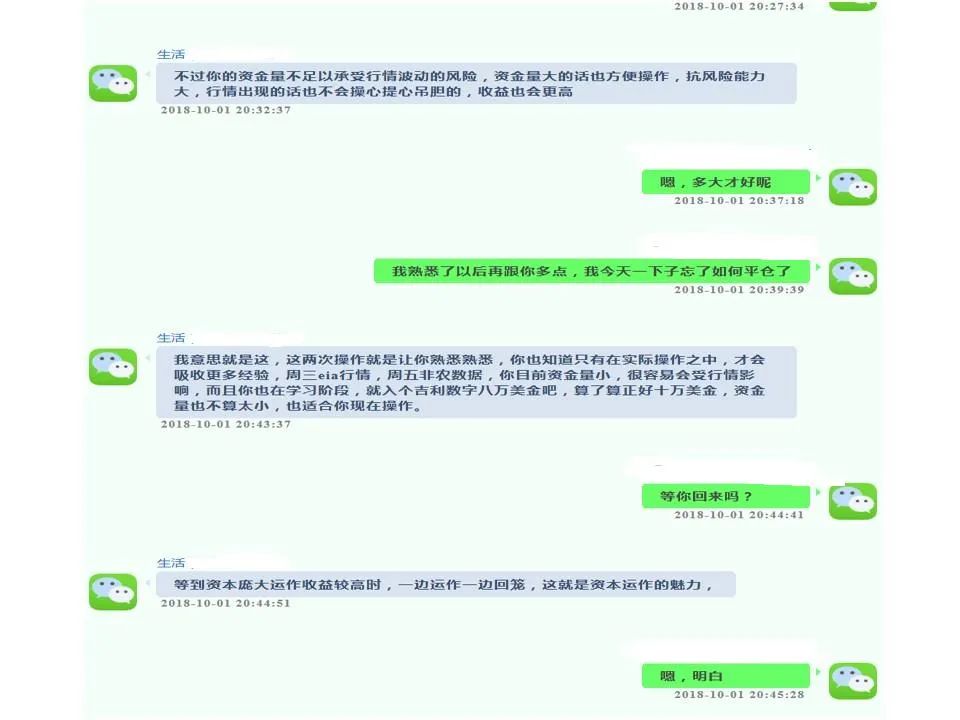 2018-10-01 20:27:34
生活
不过你的资金量不足以承受行情波动的风险，资金量大的话也方便操作，抗风险能力
大，行情出现的话也不会操心提心吊胆的，收益也会更高
2018-10-01 20:32:37
嗯，多大才好呢
2018-10-01 20:37:18
我熟悉了以后再跟你多点，我今天一下子忘了如何平仓了
2018-10-01 20:39:39
生活
我意思就是这，这两次操作就是让你熟悉熟悉，你也知道只有在实际操作之中，才会
吸收更多经验，周三eia行情，周五非农数据，你目前资金量小，很容易会受行情影
响，而且你也在学习阶段，就入个吉利数字八万美金吧，算了算正好十万美金，资金
量也不算太小，也适合你现在操作。
2018-10-01 20:43:37
等你回来吗？
2018-10-01 20:44:41
生活
等到资本庞大运作收益较高时，一边运作一边回笼，这就是资本运作的魅力，
2018-10-01 20:44:51
嗯，明白
2018-10-01 20:45:28